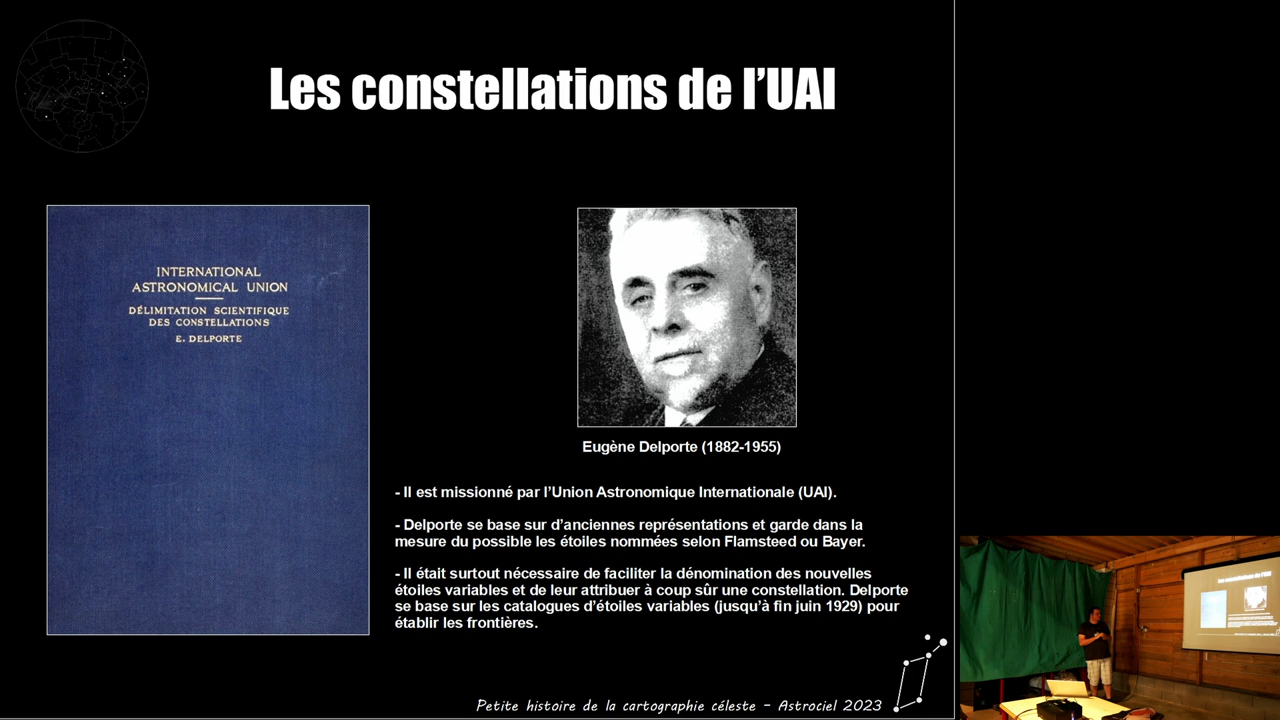 Les constellations de l’UAI
INTERNATIONAL
ASTRONOMICAL UNION
DÉLIMITATION SCIENTIFIQUE
DES CONSTELLATIONS
E. DELPORTE
Eugène Delporte (1882-1955)
- Il est missionné par l’Union Astronomique Internationale (UAI).
- Delporte se base sur d’anciennes représentations et garde dans la
mesure du possible les étoiles nommées selon Flamsteed ou Bayer.
- Il était surtout nécessaire de faciliter la dénomination des nouvelles
étoiles variables et de leur attribuer à coup sûr une constellation. Delporte
se base sur les catalogues d’étoiles variables (jusqu’à fin juin 1929) pour
établir les frontières.
Petite histoire de la cartographie céleste – Astrociel 2023
Les constellations de l’UAI